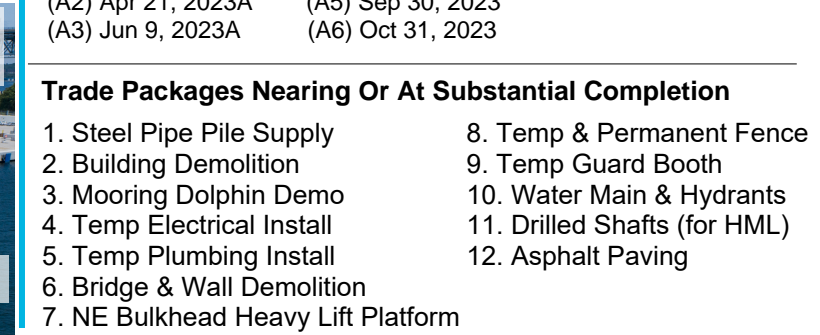 (A2) Apr 21, 2023A (A5) Sep 30, 2023
(A3) Jun 9, 2023A (A6) Oct 31, 2023
Trade Packages Nearing Or At Substantial Completion
1. Steel Pipe Pile Supply
2. Building Demolition
3. Mooring Dolphin Demo
4. Temp Electrical Install
5. Temp Plumbing Install
6. Bridge & Wall Demolition
7. NE Bulkhead Heavy Lift Platform
8. Temp & Permanent Fence
9. Temp Guard Booth
10. Water Main & Hydrants
11. Drilled Shafts (for HML)
12. Asphalt Paving